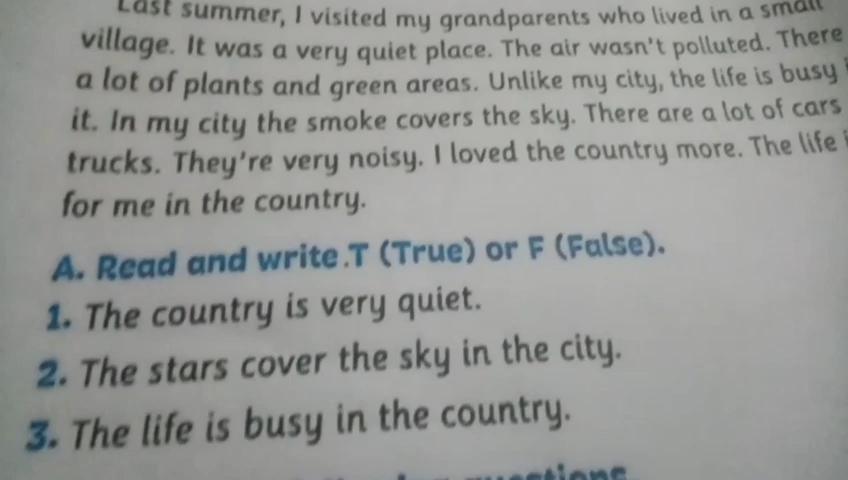 Last summer, I visited my grandparents who lived in a small
village. It was a very quiet place. The air wasn't polluted. There
a lot of plants and green areas. Unlike my city, the life is busy
it. In my city the smoke covers the sky. There are a lot of cars
trucks. They're very noisy. I loved the country more. The life
for me in the country.
A. Read and write.T (True) or F (False).
1. The country is very quiet.
2. The stars cover the sky in the city.
3. The life is busy in the country.
questions